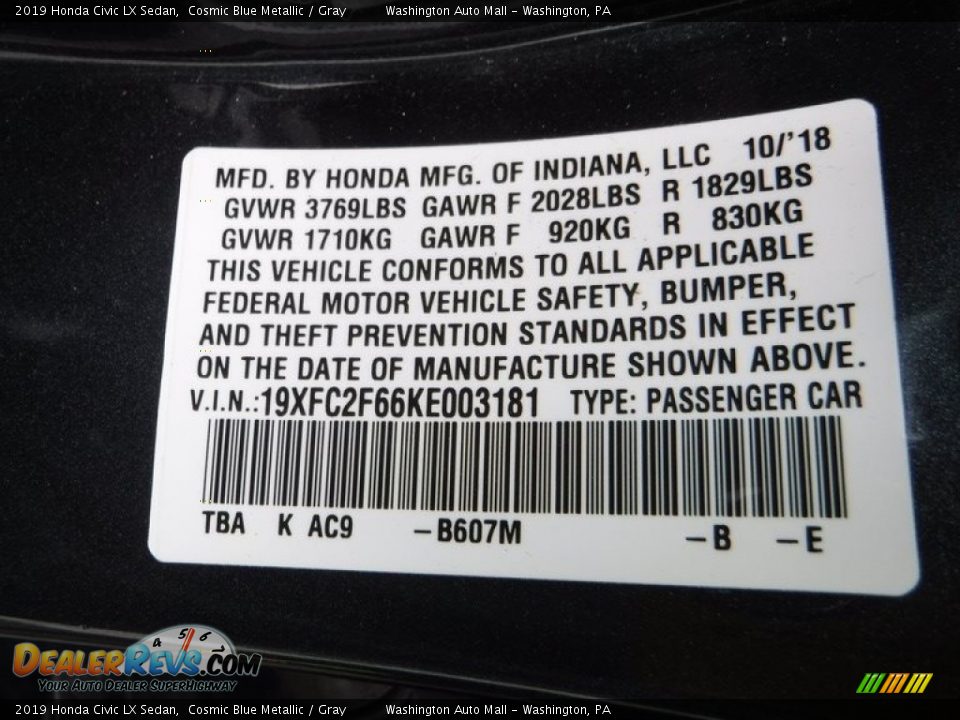 2019 Honda Civic LX Sedan, Cosmic Blue Metallic / Gray Washington Auto Mall - Washington, PA
MFD. BY HONDA MFG. OF INDIANA, LLC 10/'18
GVWR 3769LBS GAWR F 2028LBS R 1829LBS
GVWR 1710KG GAWR F 920KG R 830KG
THIS VEHICLE CONFORMS TO ALL APPLICABLE
FEDERAL MOTOR VEHICLE SAFETY, BUMPER,
AND THEFT PREVENTION STANDARDS IN EFFECT
ON THE DATE OF MANUFACTURE SHOWN ABOVE.
V.I.N.:19XFC2F66KE003181 TYPE: PASSENGER CAR
TBA K AC9 –B607M –B –E
4 5 6
DEALERREVS.COM
YOUR AUTO DEALER SUPERHIGHWAY
2019 Honda Civic LX Sedan, Cosmic Blue Metallic / Gray Washington Auto Mall - Washington, PA